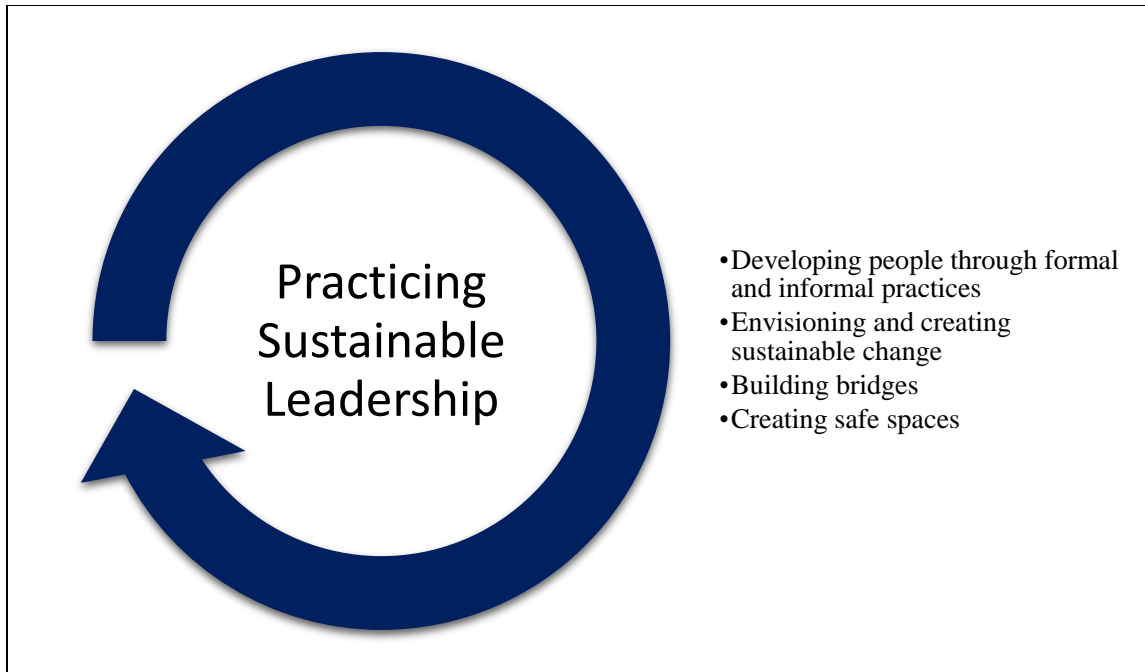 Practicing
Sustainable
Leadership
•Developing people through formal
and informal practices
•Envisioning and creating
sustainable change
•Building bridges
•Creating safe spaces